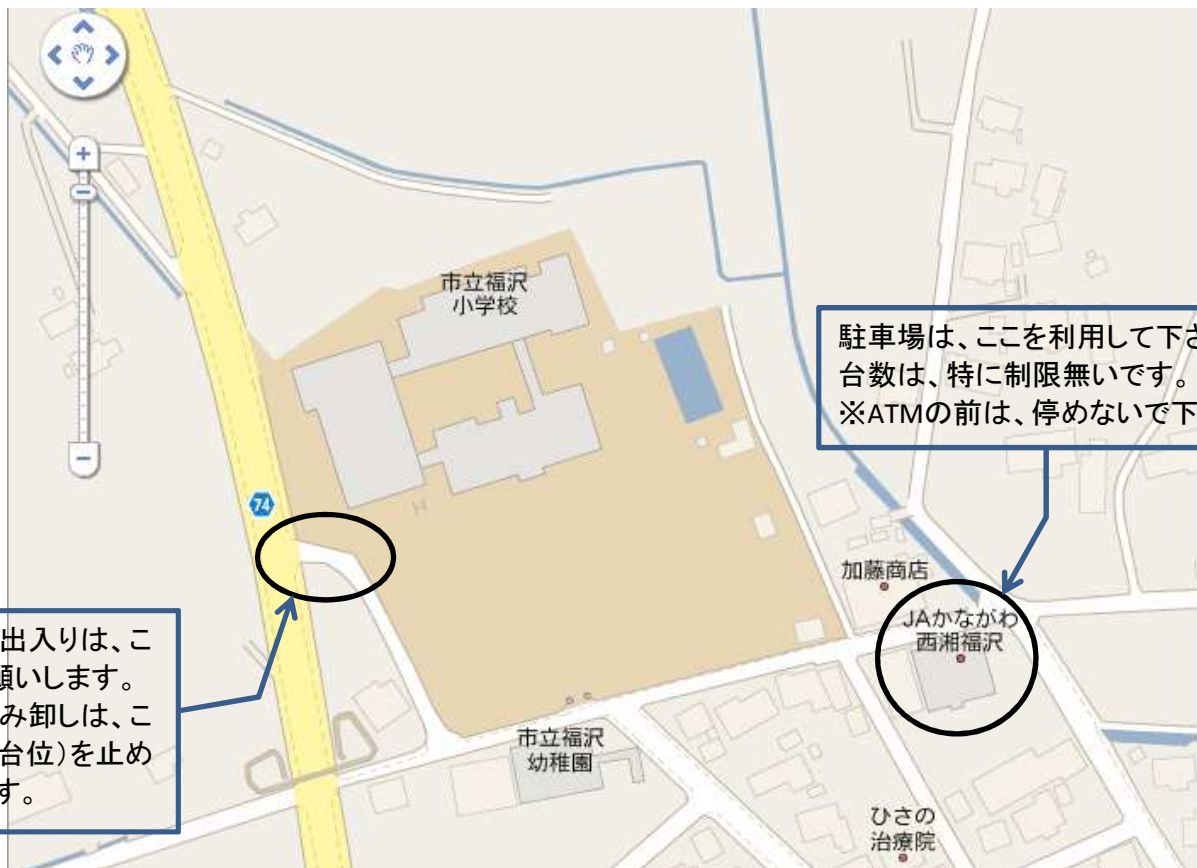 市立福沢
小学校
駐車場は、ここを利用して下さ
台数は、特に制限無いです。
※ATMの前は、停めないで下
74
加藤商店
JAかながわ
西湘福沢
出入りは、こ
願いします。
み卸しは、こ
台位)を止め
す。
市立福沢
幼稚園
ひさの
治療院